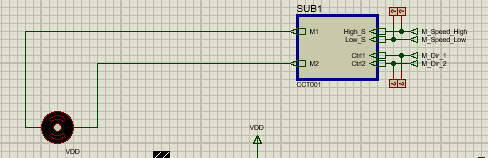 SUB1
M1 High_S M_Speed_High
Low_S M_Speed_Low
Ctrl1 M_Dir_1
M2 Ctrl2 M_Dir_2
CCT001
VDD
VDD